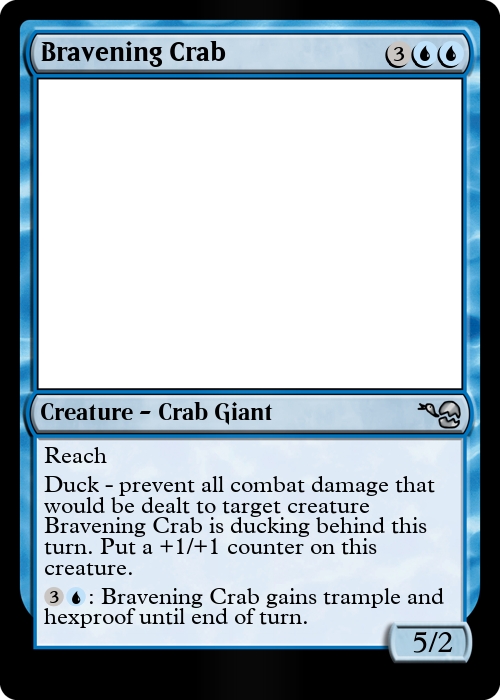 Bravening Crab 3
Creature - Crab Giant
Reach
Duck - prevent all combat damage that
would be dealt to target creature
Bravening Crab is ducking behind this
turn. Put a +1/+1 counter on this
creature.
3 : Bravening Crab gains trample and
hexproof until end of turn.
5/2